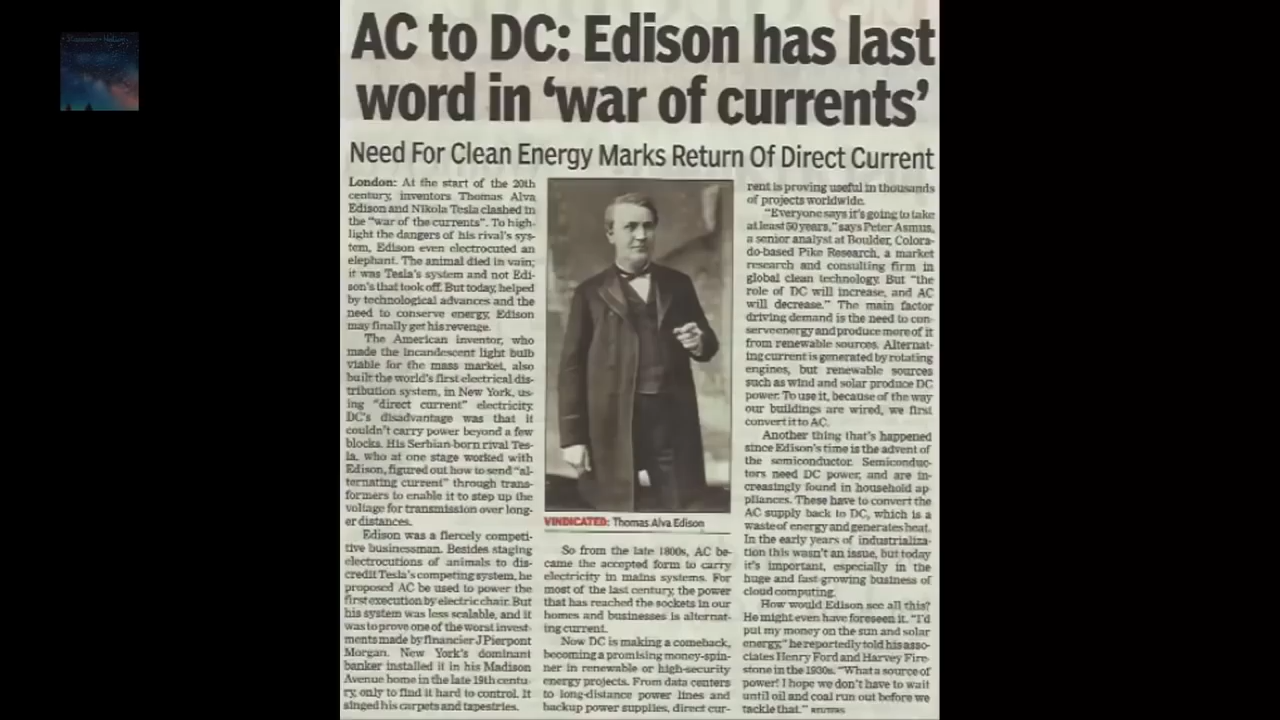 AC to DC: Edison has last
word in ‘war of currents’
Need For Clean Energy Marks Return Of Direct Current
London: At the start of the 20th
century, inventors Thomas Alva
Edison and Nikola Tesla clashed in
the "war of the currents". To high-
light the dangers of his rival's sys-
tem, Edison even electrocuted an
elephant. The animal died in vain;
it was Tesla's system and not Edi-
son's that took off. But today, helped
by technological advances and the
need to conserve energy, Edison
may finally get his revenge.
The American inventor, who
made the incandescent light bulb
viable for the mass market, also
built the world's first electrical dis-
tribution system, in New York, us-
ing "direct current" electricity.
DC's disadvantage was that it
couldn't carry power beyond a few
blocks. His Serbian-born rival Tes-
la, who at one stage worked with
Edison, figured out how to send "al-
ternating current" through trans-
formers to enable it to step up the
voltage for transmission over long-
er distances.
Edison was a fiercely competi-
tive businessman. Besides staging
electrocutions of animals to dis-
credit Tesla's competing system, he
proposed AC be used to power the
first execution by electric chair. But
his system was less scalable, and it
was to prove one of the worst invest-
ments made by financier J Pierpont
Morgan. New York's dominant
banker installed it in his Madison
Avenue home in the late 19th centu-
ry, only to find it hard to control. It
singed his carpets and tapestries.
VINDICATED: Thomas Alva Edison
So from the late 1800s, AC be-
came the accepted form to carry
electricity in mains systems. For
most of the last century, the power
that has reached the sockets in our
homes and businesses is alternat-
ing current.
Now DC is making a comeback,
becoming a promising money-spin-
ner in renewable or high-security
energy projects. From data centers
to long-distance power lines and
backup power supplies, direct cur-
rent is proving useful in thousands
of projects worldwide.
"Everyone says it's going to take
at least 50 years," says Peter Asmus,
a senior analyst at Boulder, Colora-
do-based Pike Research, a market
research and consulting firm in
global clean technology. But "the
role of DC will increase, and AC
will decrease." The main factor
driving demand is the need to con-
serve energy and produce more of it
from renewable sources. Alternat-
ing current is generated by rotating
engines, but renewable sources
such as wind and solar produce DC
power. To use it, because of the way
our buildings are wired, we first
convert it to AC.
Another thing that's happened
since Edison's time is the advent of
the semiconductor. Semiconduc-
tors need DC power, and are in-
creasingly found in household ap-
pliances. These have to convert the
AC supply back to DC, which is a
waste of energy and generates heat.
In the early years of industrializa-
tion this wasn't an issue, but today
it's important, especially in the
huge and fast-growing business of
cloud computing.
How would Edison see all this?
He might even have foreseen it. "I'd
put my money on the sun and solar
energy," he reportedly told his asso-
ciates Henry Ford and Harvey Fire-
stone in the 1930s. "What a source of
power! I hope we don't have to wait
until oil and coal run out before we
tackle that." REUTERS